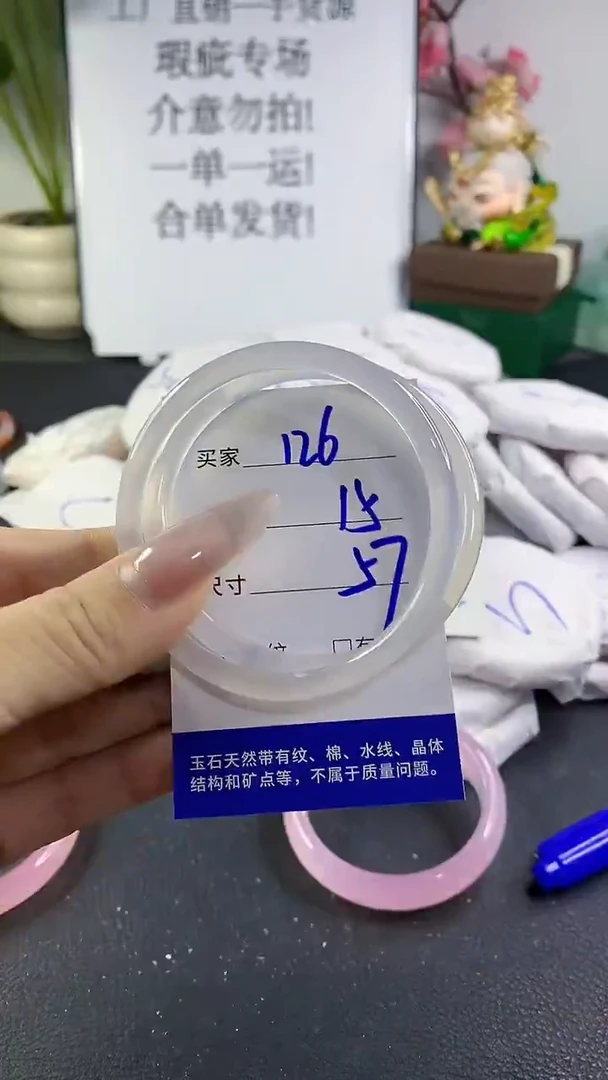 工厂直销一手货源
瑕疵专场
介意勿拍!
一单一运!
合单发货!
买家 126
15
尺寸 57
玉石天然带有纹、棉、水线、晶体
结构和矿点等，不属于质量问题。